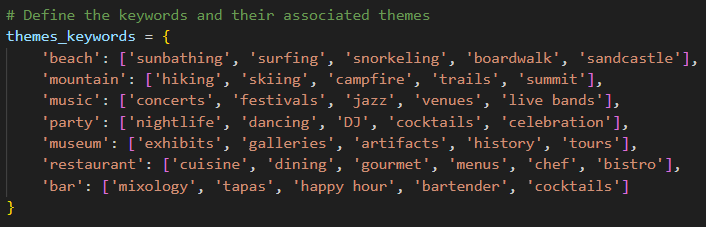 # Define the keywords and their associated themes
themes_keywords = {
    'beach': ['sunbathing', 'surfing', 'snorkeling', 'boardwalk', 'sandcastle'],
    'mountain': ['hiking', 'skiing', 'campfire', 'trails', 'summit'],
    'music': ['concerts', 'festivals', 'jazz', 'venues', 'live bands'],
    'party': ['nightlife', 'dancing', 'DJ', 'cocktails', 'celebration'],
    'museum': ['exhibits', 'galleries', 'artifacts', 'history', 'tours'],
    'restaurant': ['cuisine', 'dining', 'gourmet', 'menus', 'chef', 'bistro'],
    'bar': ['mixology', 'tapas', 'happy hour', 'bartender', 'cocktails']
}